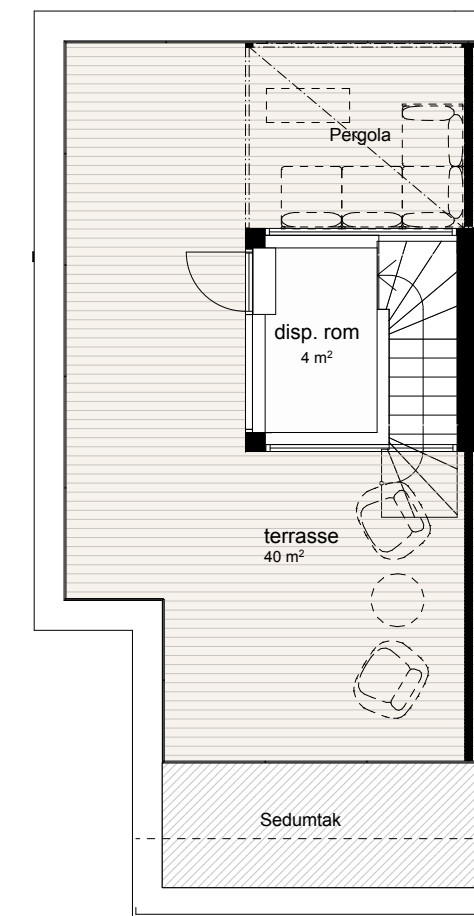 Pergola
disp. rom
4 m²
terrasse
40 m²
Sedumtak